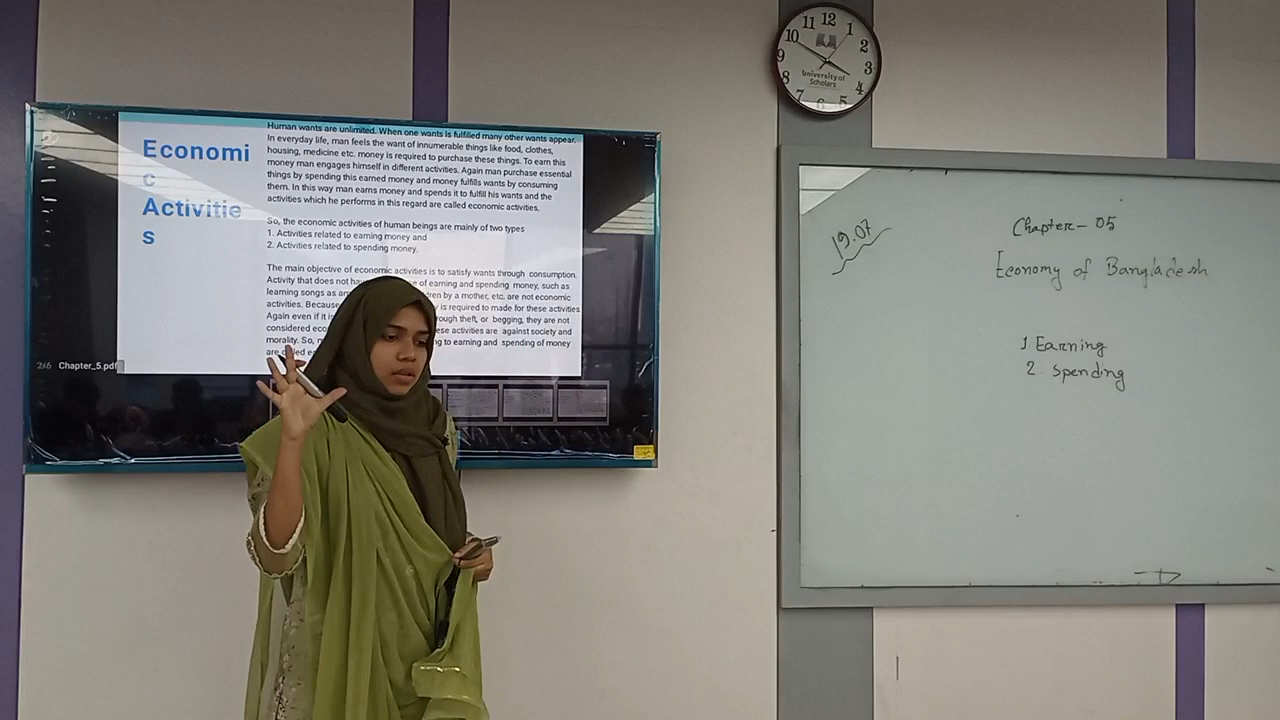 Economi
c
Activitie
s
Human wants are unlimited. When one wants is fulfilled many other wants appear.
In everyday life, man feels the want of innumerable things like food, clothes,
housing, medicine etc. money is required to purchase these things. To earn this
money man engages himself in different activities. Again man purchase essential
things by spending this earned money and money fulfills wants by consuming
them. In this way man earns money and spends it to fulfill his wants and the
activities which he performs in this regard are called economic activities.
So, the economic activities of human beings are mainly of two types
1. Activities related to earning money and
2. Activities related to spending money.
The main objective of economic activities is to satisfy wants through consumption.
Activity that does not of earning and spending money, such as
learning songs as by a mother, etc. are not economic
activities. Because is required to made for these activities
Again even if it theft, or begging, they are not
considered activities are against society and
morality. So, to earning and spending of money
are
2/6 Chapter_5.pdf
11 12 1
10 2
9 3
8 4
7 6 5
University of
Scholars
19.07
Chapter - 05
Economy of Bangladesh
1 Earning
2. Spending